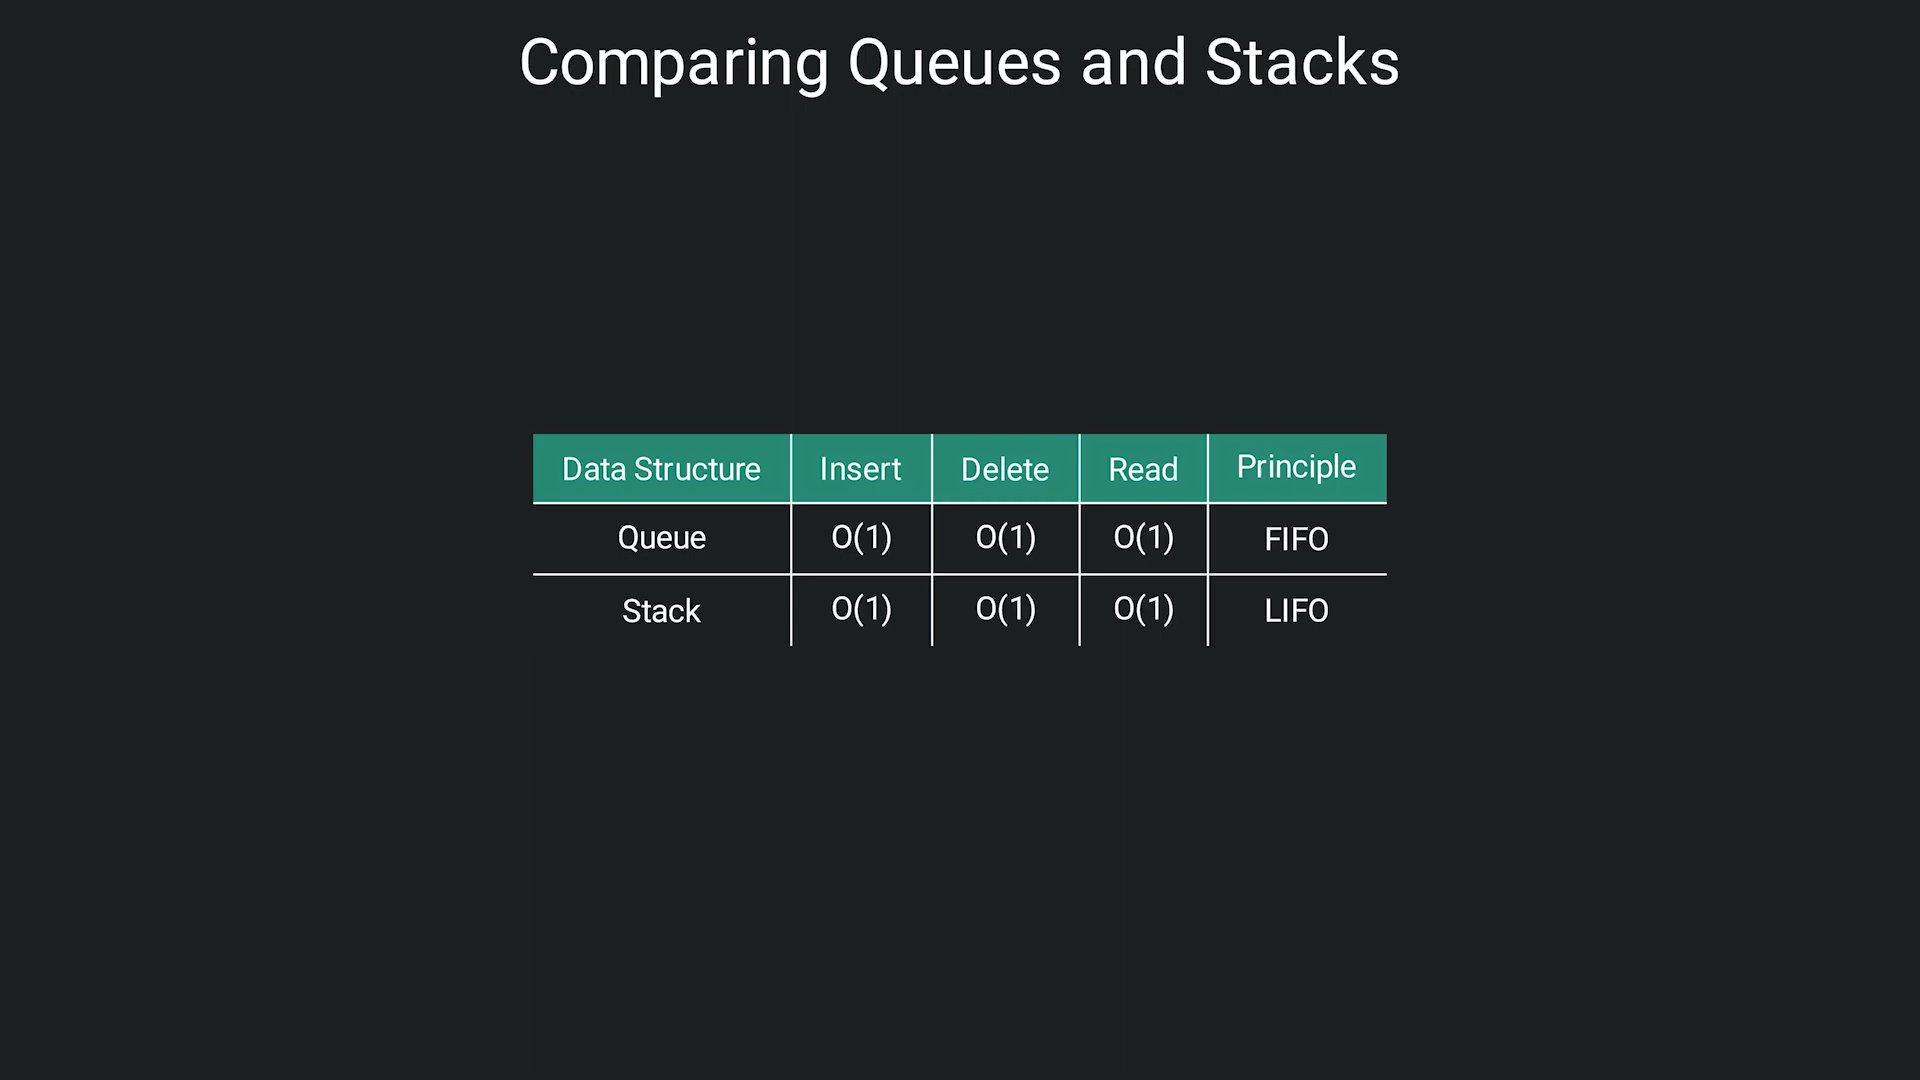 Comparing Queues and Stacks
Data Structure Insert Delete Read Principle
Queue O(1) O(1) O(1) FIFO
Stack O(1) O(1) O(1) LIFO